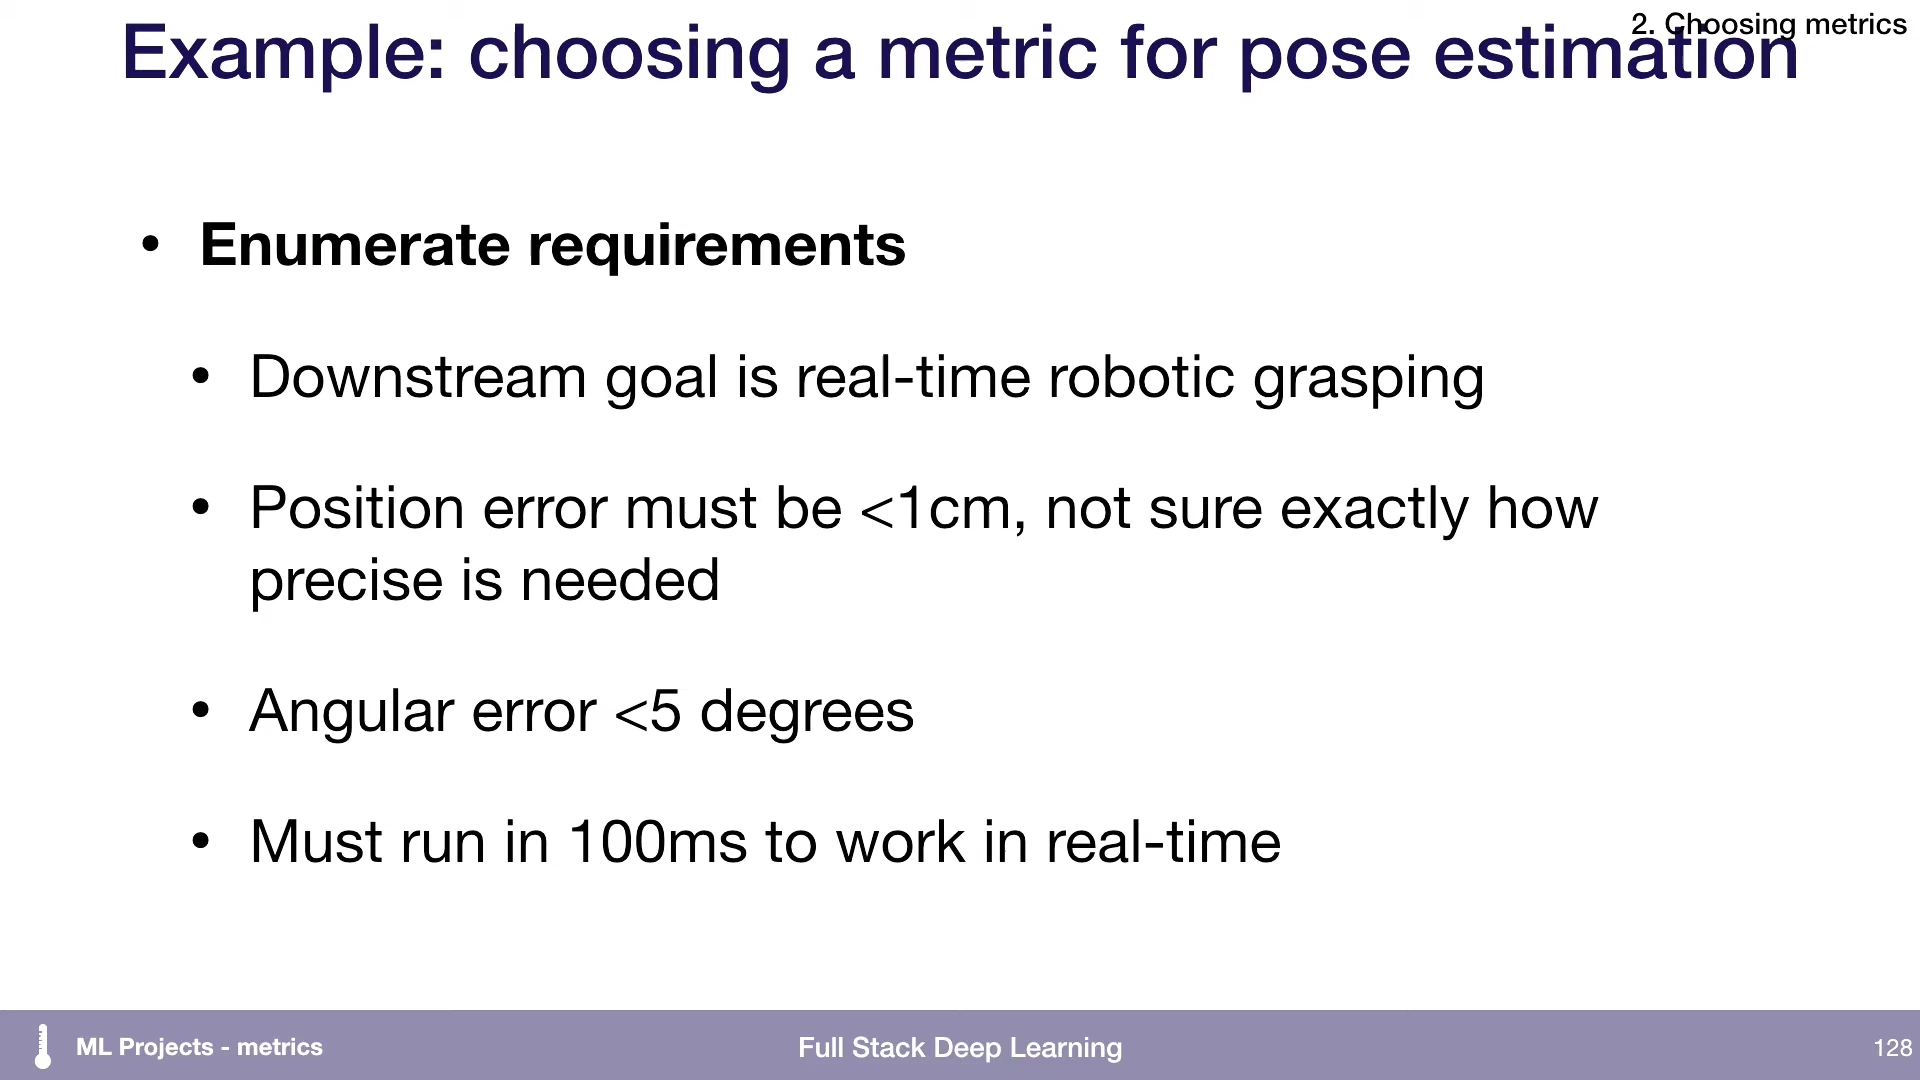 2. Choosing metrics
Example: choosing a metric for pose estimation
• Enumerate requirements
• Downstream goal is real-time robotic grasping
• Position error must be <1cm, not sure exactly how
precise is needed
• Angular error <5 degrees
• Must run in 100ms to work in real-time
ML Projects - metrics
Full Stack Deep Learning
128